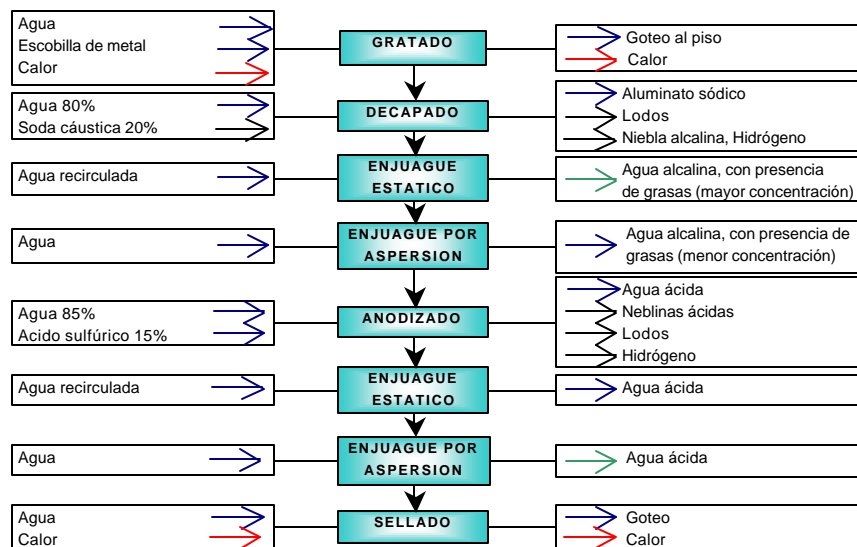 Agua
Escobilla de metal
Calor
GRATADO
Goteo al piso
Calor
Agua 80%
Soda cáustica 20%
DECAPADO
Aluminato sódico
Lodos
Niebla alcalina, Hidrógeno
Agua recirculada
ENJUAGUE
ESTATICO
Agua alcalina, con presencia
de grasas (mayor concentración)
Agua
ENJUAGUE POR
ASPERSION
Agua alcalina, con presencia de
grasas (menor concentración)
Agua 85%
Acido sulfúrico 15%
ANODIZADO
Agua ácida
Neblinas ácidas
Lodos
Hidrógeno
Agua recirculada
ENJUAGUE
ESTATICO
Agua ácida
Agua
ENJUAGUE POR
ASPERSION
Agua ácida
Agua
Calor
SELLADO
Goteo
Calor